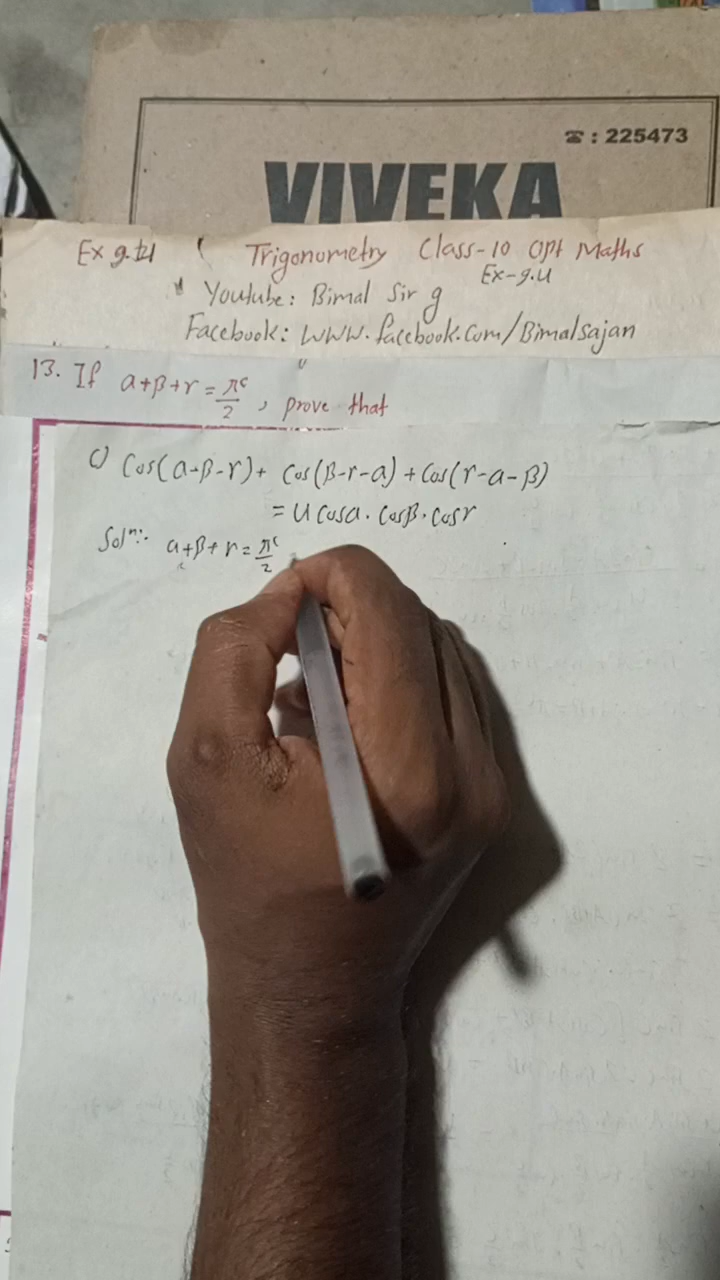 ☎ : 225473
VIVEKA
Ex 9.4 ( Trigonometry Class-10 Opt Maths
Ex-9.4
Youtube: Bimal Sir g
Facebook: www.facebook.com/Bimalsajan
13. If α+β+r = π^c/2, prove that
c) Cos(α-β-r) + Cos(β-r-α) + Cos(r-α-β)
= 4 Cosα. Cosβ. Cosr
Solⁿ:- α+β+r = π^c/2